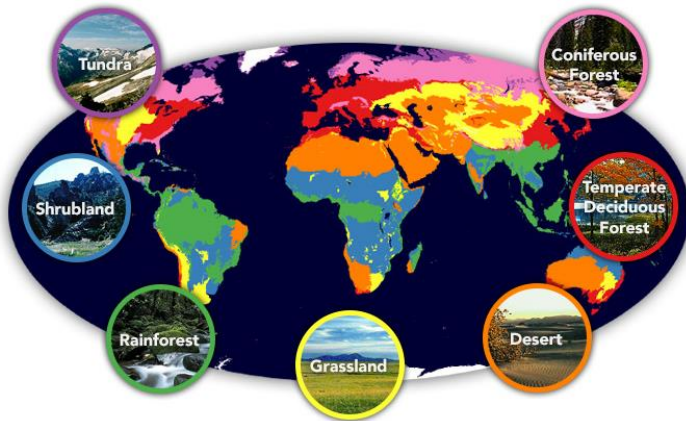 Tundra
Coniferous
Forest
Shrubland
Temperate
Deciduous
Forest
Rainforest
Grassland
Desert